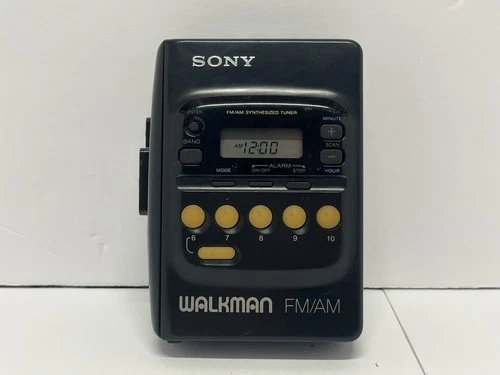 SONY
FM/AM SYNTHESIZED TUNER
ENTER
MINUTE
+
BAND
AM 12:00
SCAN
−
MODE
ALARM
ON/OFF
STOP
HOUR
6 7 8 9 10
WALKMAN FM/AM